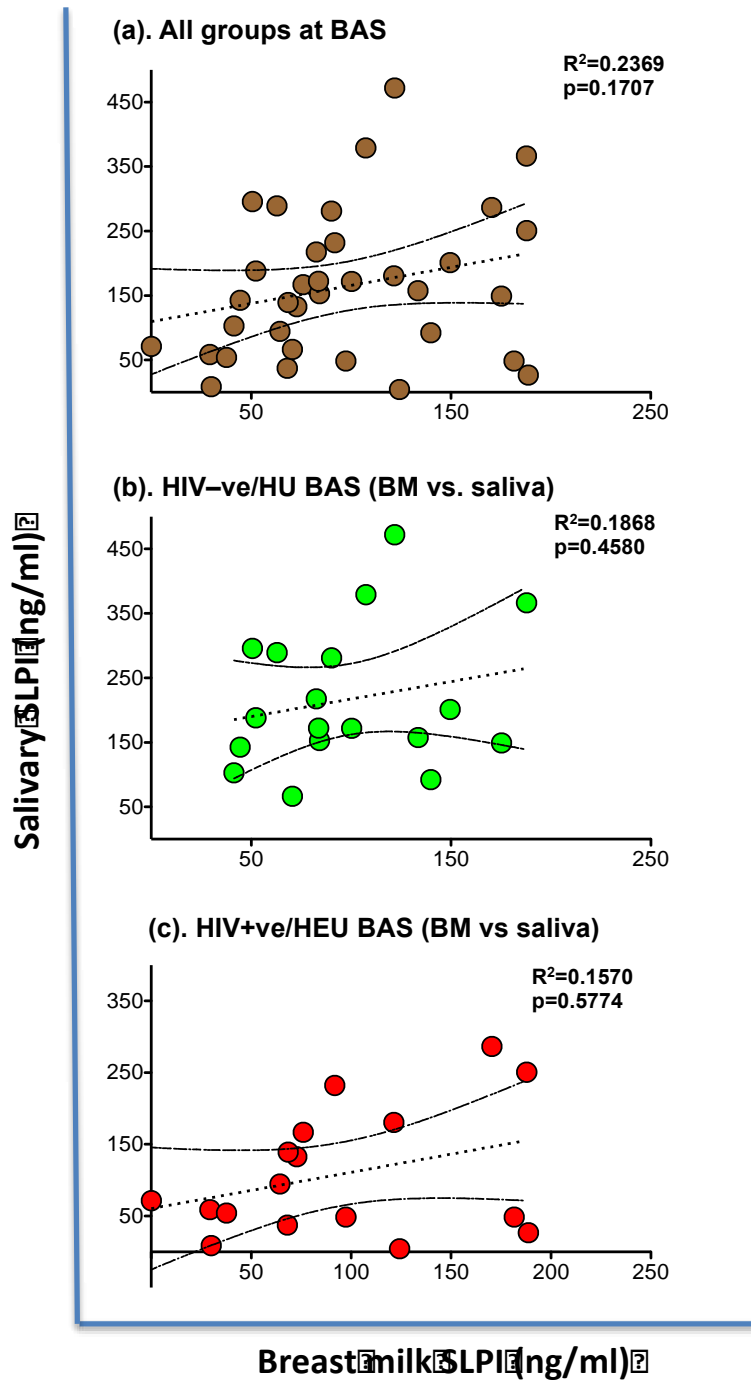 (a). All groups at BAS
R²=0.2369
p=0.1707
450
350
250
150
50
50
150
250
(b). HIV–ve/HU BAS (BM vs. saliva)
R²=0.1868
p=0.4580
450
350
250
150
50
50
150
250
(c). HIV+ve/HEU BAS (BM vs saliva)
R²=0.1570
p=0.5774
350
250
150
50
50
100
150
200
250
Salivary SLPI (ng/ml)
Breast milk SLPI (ng/ml)